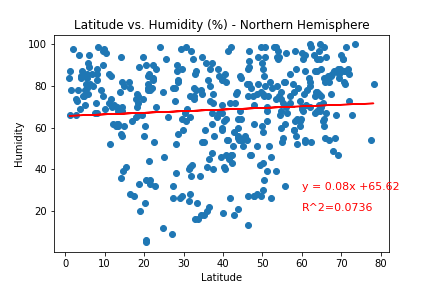 Latitude vs. Humidity (%) - Northern Hemisphere
100
80
60
40
20
Humidity
y = 0.08x +65.62
R^2=0.0736
0 10 20 30 40 50 60 70 80
Latitude